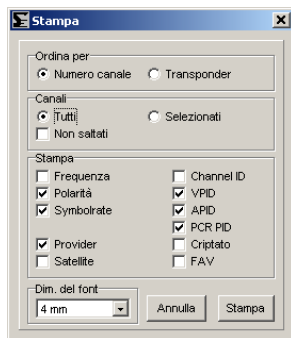 Stampa
Ordina per
Numero canale Transponder
Canali
Tutti Selezionati
Non saltati
Stampa
Frequenza Channel ID
Polarità VPID
Symbolrate APID
PCR PID
Provider Criptato
Satellite FAV
Dim. del font
4 mm Annulla Stampa